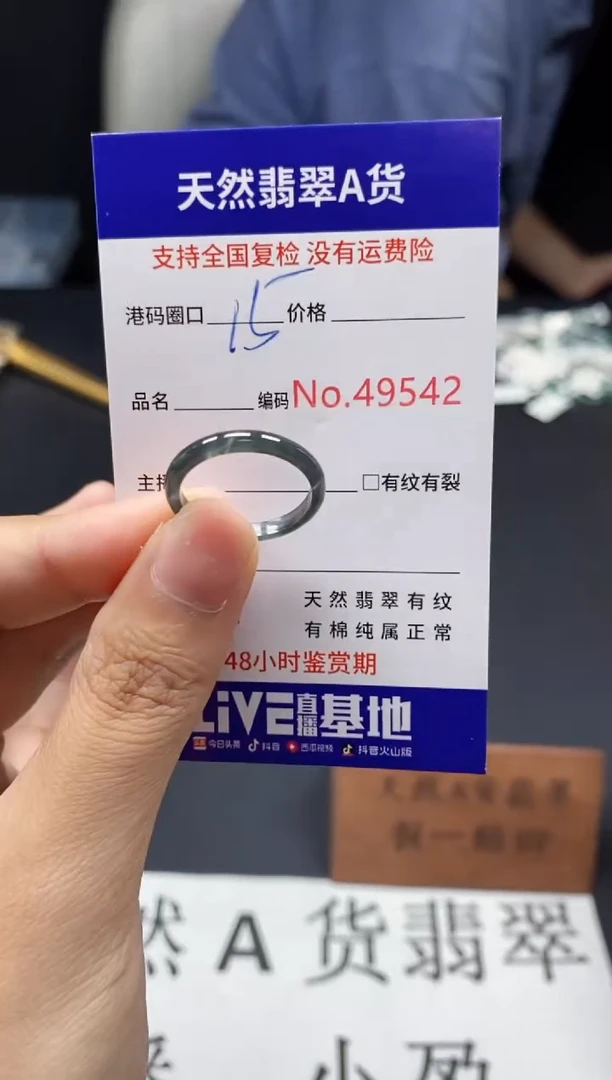 天然翡翠A货
支持全国复检 没有运费险
港码圈口 15 价格
品名 编码 No.49542
主 □有纹有裂
天然翡翠有纹
有棉纯属正常
48小时鉴赏期
LiVE直播基地
今日头条 抖音 西瓜视频 抖音火山版
然A货翡翠
小